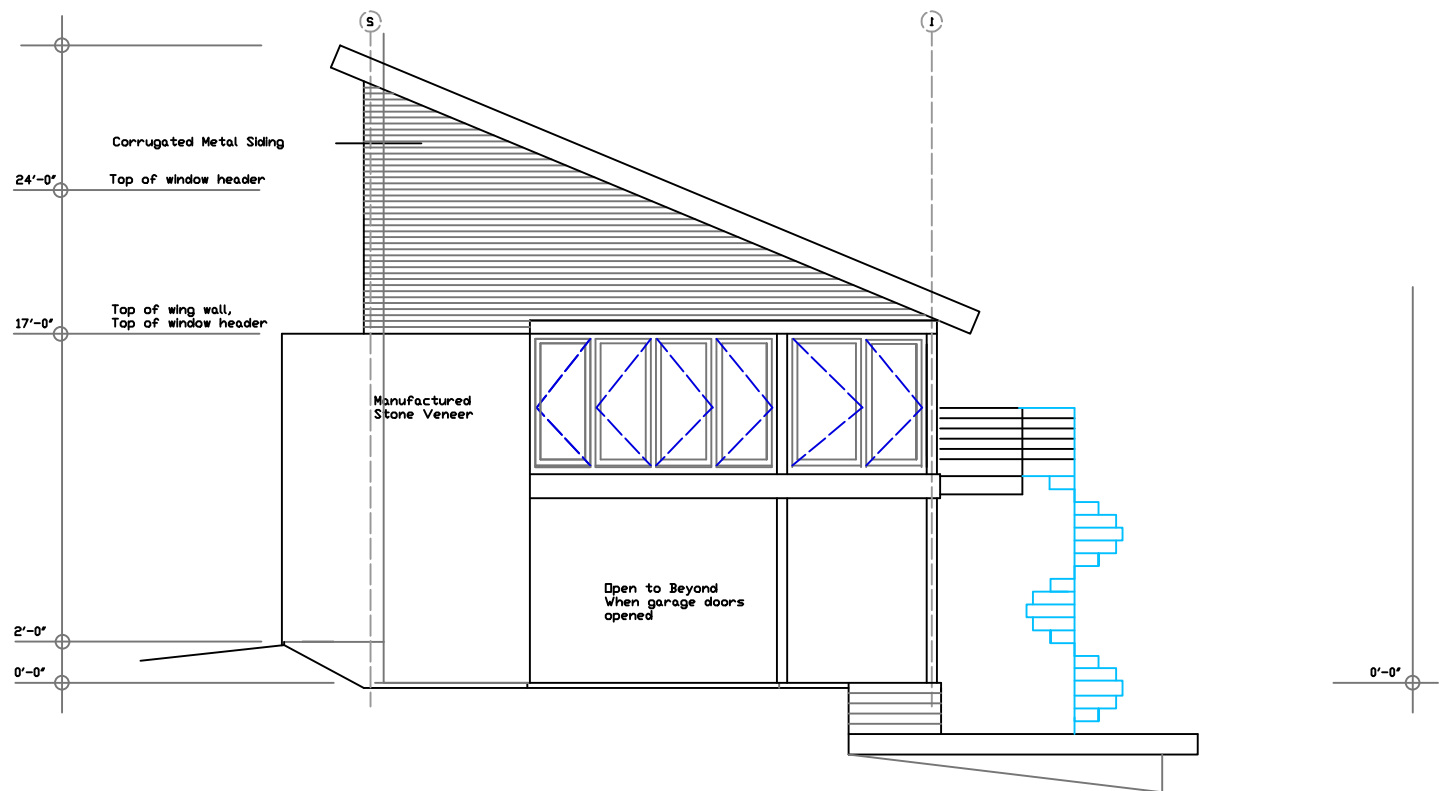 2
1
Corrugated Metal Siding
24'-0"
Top of window header
Top of wing wall,
17'-0"
Top of window header
Manufactured
Stone Veneer
Open to Beyond
When garage doors
opened
2'-0"
0'-0"
0'-0"